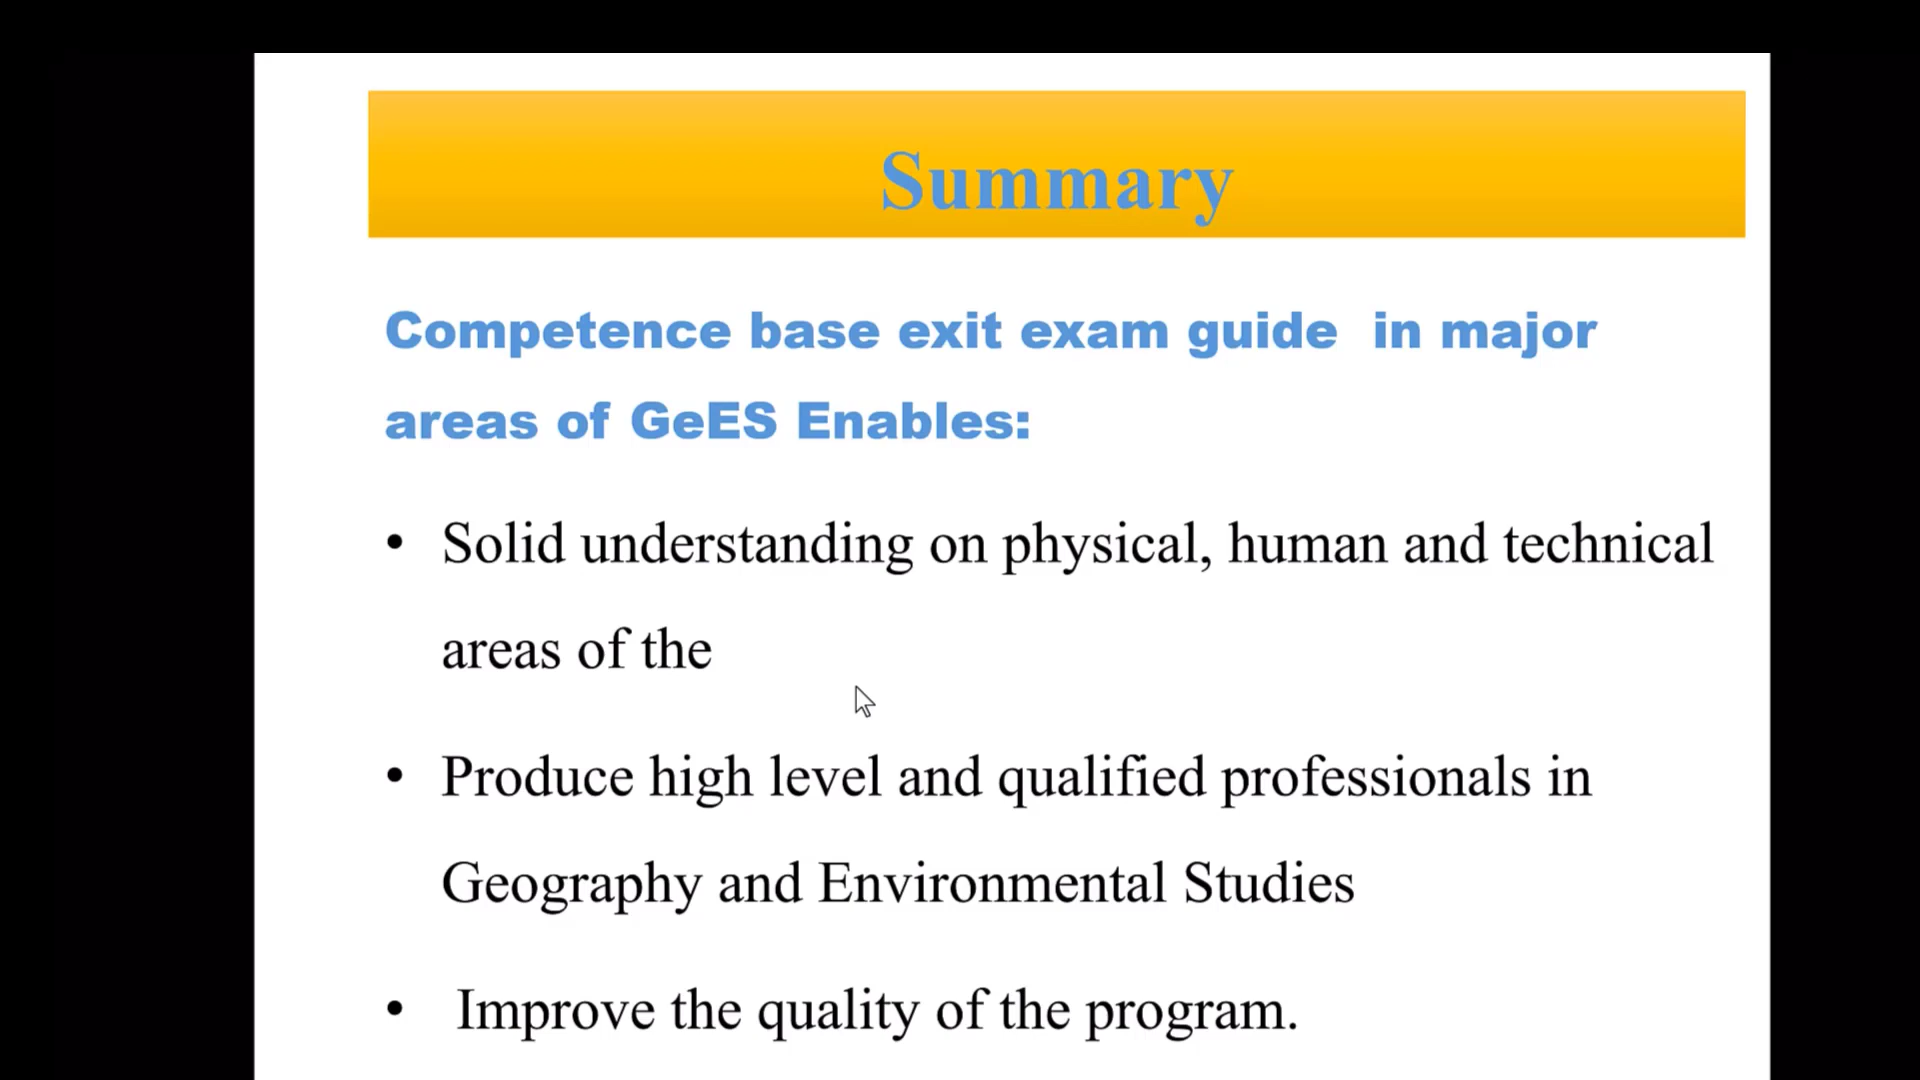 Summary
Competence base exit exam guide  in major
areas of GeES Enables:
• Solid understanding on physical, human and technical
areas of the
• Produce high level and qualified professionals in
Geography and Environmental Studies
• Improve the quality of the program.